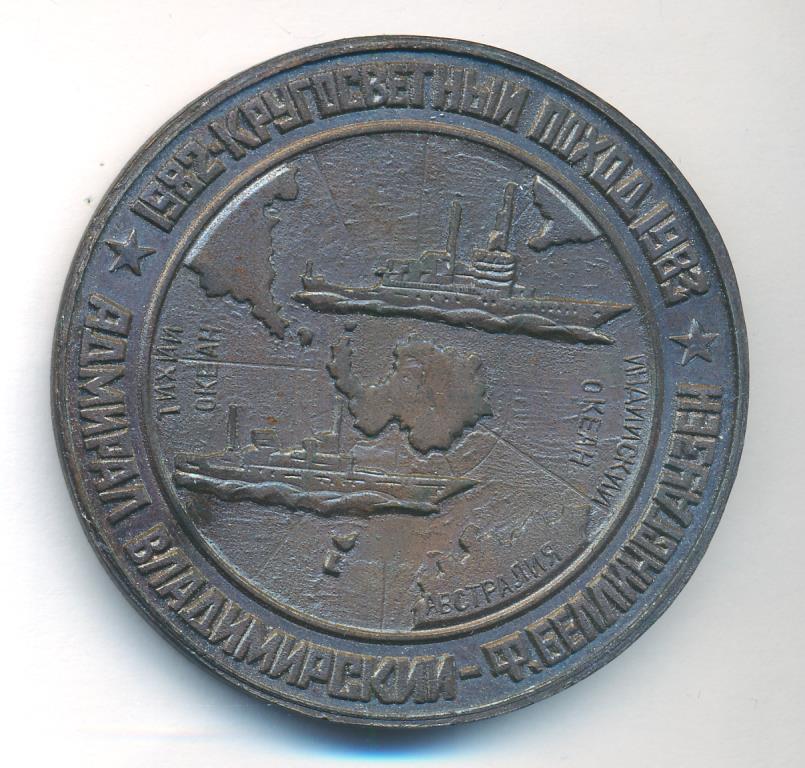 1982·КРУГОСВЕТНЫЙ ПОХОД 1983
АДМИРАЛ ВЛАДИМИРСКИЙ - Ф. БЕЛЛИНСГАУЗЕН
ТИХИЙ
ОКЕАН
ИНДИЙСКИЙ
ОКЕАН
АВСТРАЛИЯ